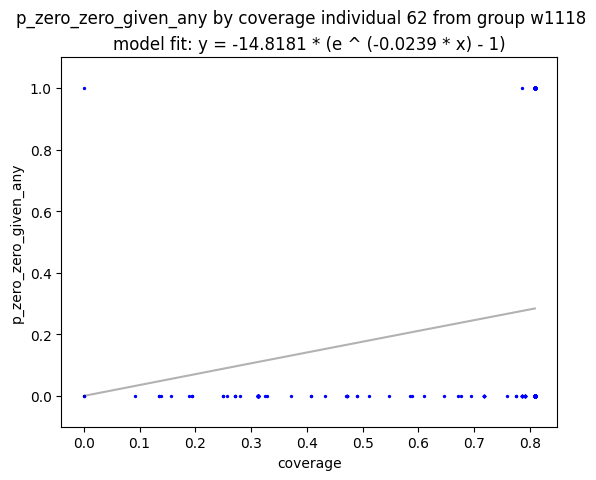 p_zero_zero_given_any by coverage individual 62 from group w1118
model fit: y = -14.8181 * (e ^ (-0.0239 * x) - 1)
1.0
0.8
0.6
0.4
0.2
0.0
p_zero_zero_given_any
0.0 0.1 0.2 0.3 0.4 0.5 0.6 0.7 0.8
coverage